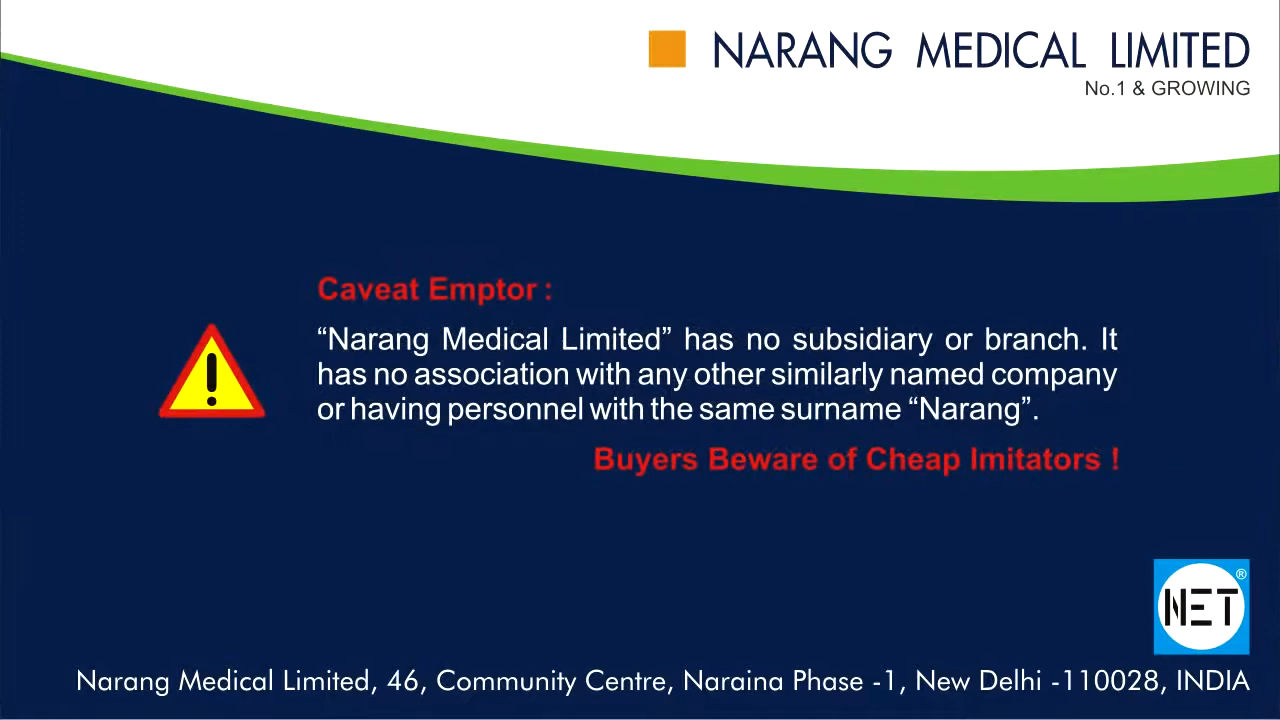 NARANG MEDICAL LIMITED
No.1 & GROWING
Caveat Emptor :
“Narang Medical Limited” has no subsidiary or branch. It
has no association with any other similarly named company
or having personnel with the same surname “Narang”.
Buyers Beware of Cheap Imitators !
NET®
Narang Medical Limited, 46, Community Centre, Naraina Phase -1, New Delhi -110028, INDIA